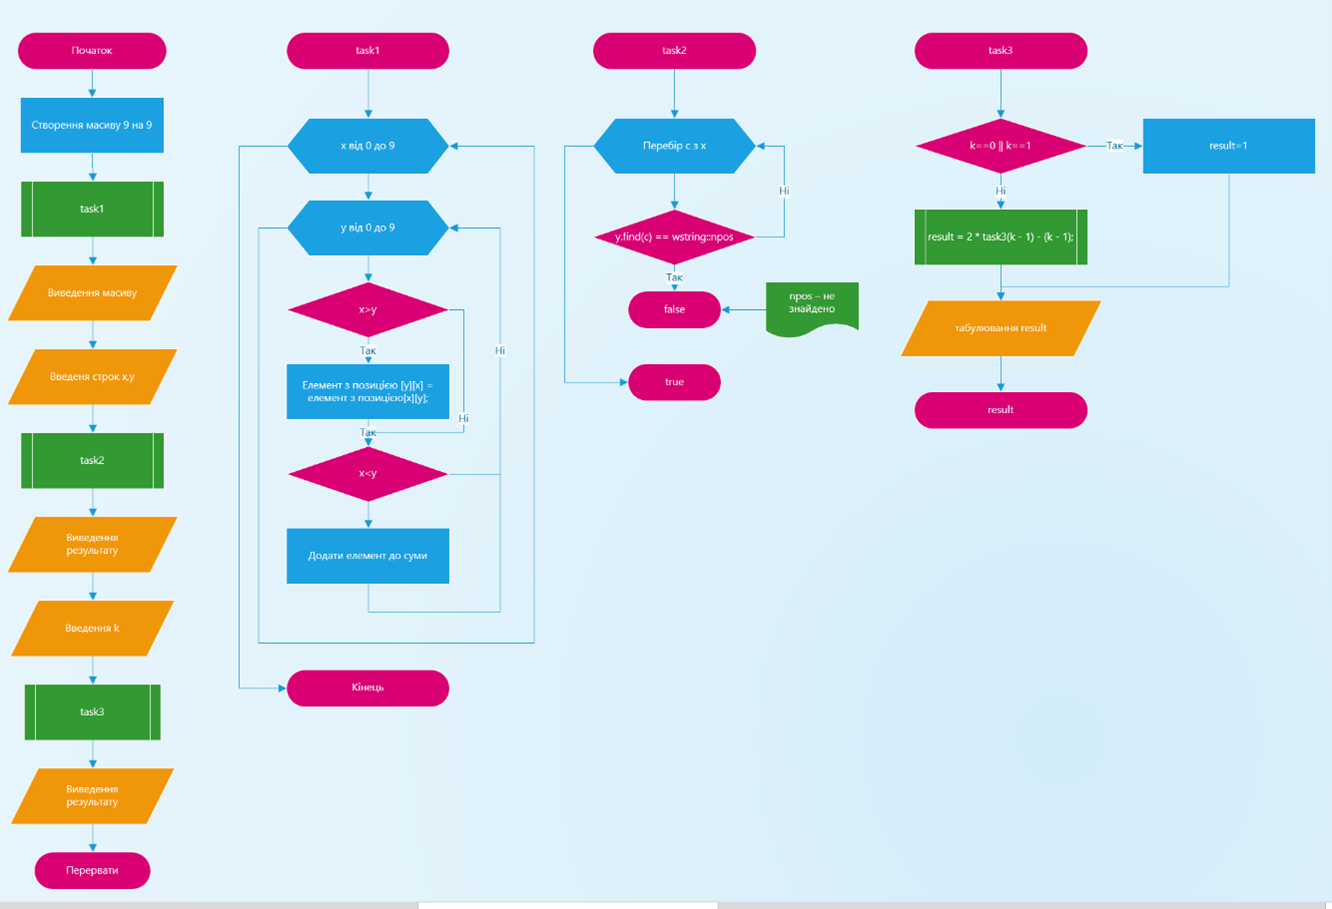 Початок
Створення масиву 9 на 9
task1
Виведення масиву
Введеня строк x,y
task2
Виведення
результату
Введення k
task3
Виведення
результату
Перервати
task1
x від 0 до 9
y від 0 до 9
x>y
Так
Ні
Елемент з позицією [y][x] =
елемент з позицією[x][y];
Ні
Так
x<y
Додати елемент до суми
Кінець
task2
Перебір c з x
Ні
y.find(c) == wstring::npos
Так
false
npos – не
знайдено
true
task3
k==0 || k==1
Так
result=1
Ні
result = 2 * task3(k - 1) - (k - 1);
табулювання result
result